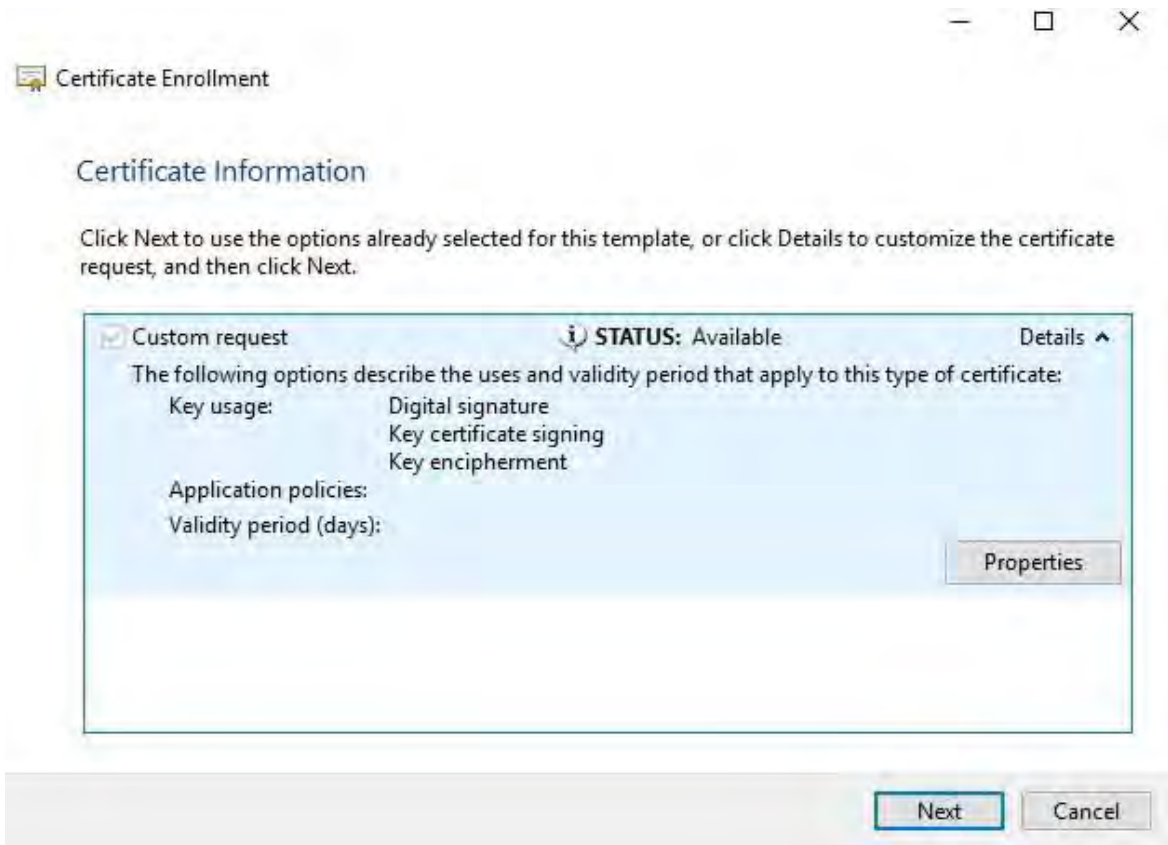 Certificate Enrollment
Certificate Information
Click Next to use the options already selected for this template, or click Details to customize the certificate
request, and then click Next.
Custom request STATUS: Available Details
The following options describe the uses and validity period that apply to this type of certificate:
Key usage: Digital signature
Key certificate signing
Key encipherment
Application policies:
Validity period (days):
Properties
Next Cancel